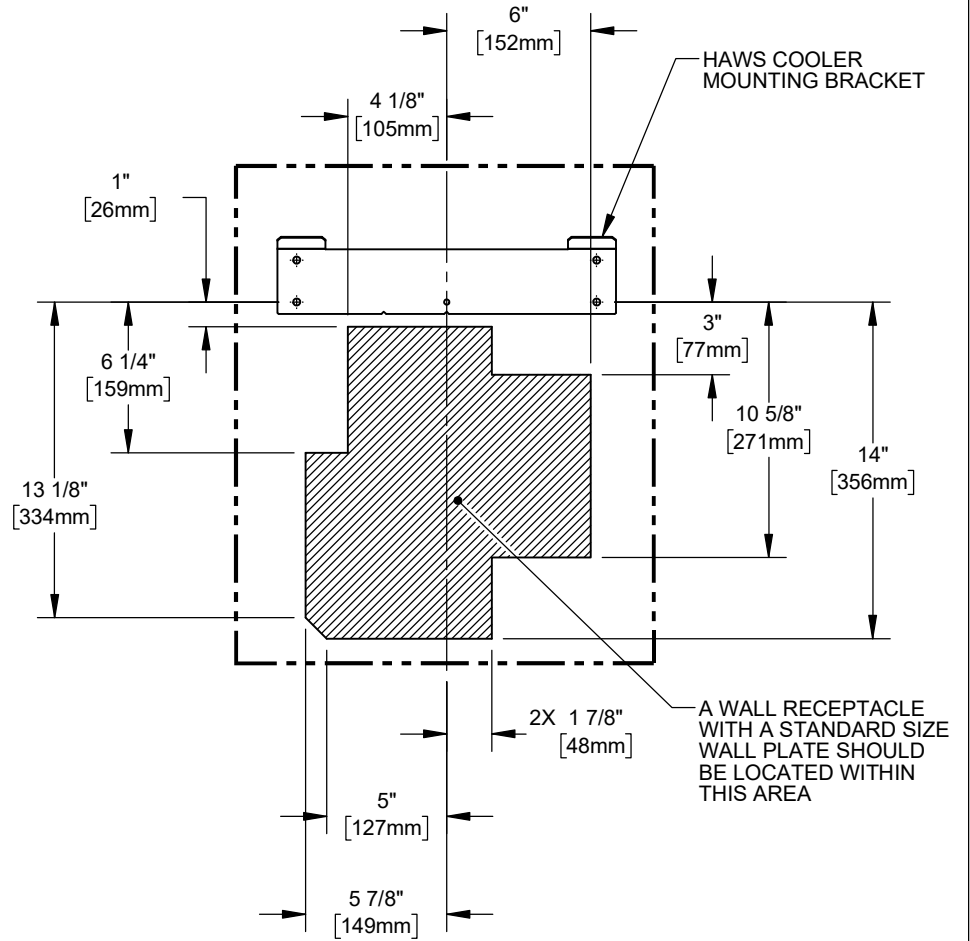 6"
[152mm]
HAWS COOLER
MOUNTING BRACKET
4 1/8"
[105mm]
1"
[26mm]
3"
[77mm]
6 1/4"
[159mm]
10 5/8"
[271mm]
14"
[356mm]
13 1/8"
[334mm]
2X 1 7/8"
[48mm]
A WALL RECEPTACLE
WITH A STANDARD SIZE
WALL PLATE SHOULD
BE LOCATED WITHIN
THIS AREA
5"
[127mm]
5 7/8"
[149mm]